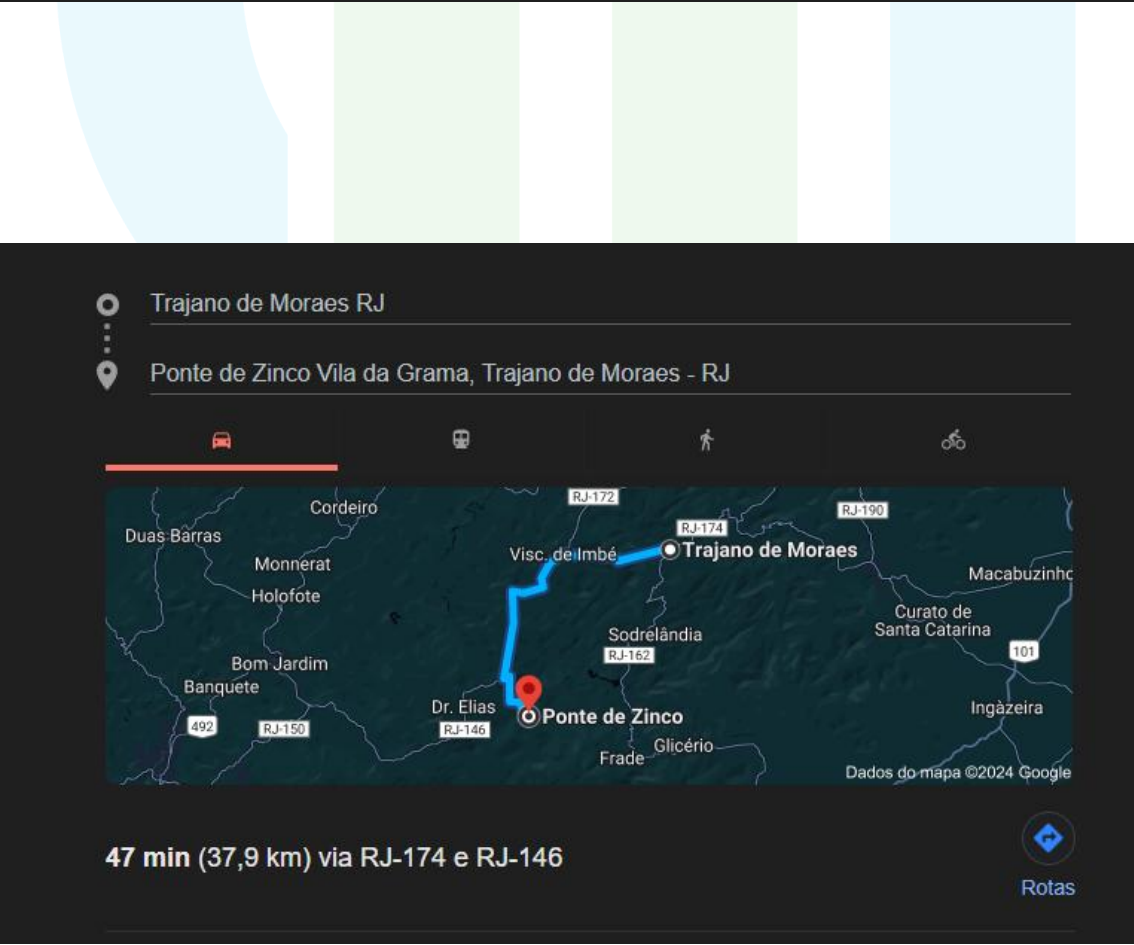 Trajano de Moraes RJ
Ponte de Zinco Vila da Grama, Trajano de Moraes - RJ
RJ-172
Cordeiro
RJ-190
Duas Barras
RJ-174
Visc. de Imbé
Trajano de Moraes
Monnerat
Macabuzinho
Holofote
Curato de
Santa Catarina
Sodrelândia
101
RJ-162
Bom Jardim
Banquete
Dr. Elias
Ingàzeira
Ponte de Zinco
492
RJ-150
RJ-146
Glicério
Frade
Dados do mapa ©2024 Google
47 min (37,9 km) via RJ-174 e RJ-146
Rotas